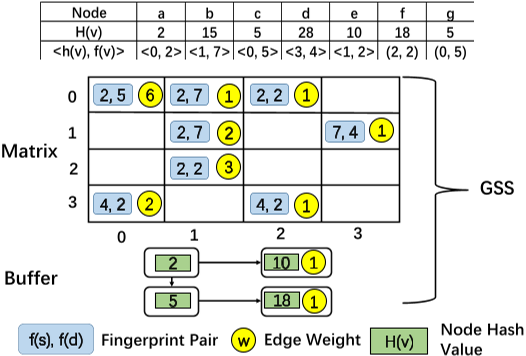 Node a b c d e f g
H(v) 2 15 5 28 10 18 5
<h(v), f(v)> <0, 2> <1, 7> <0, 5> <3, 4> <1, 2> (2, 2) (0, 5)
0 2, 5 6 2, 7 1 2, 2 1
1 2, 7 2 7, 4 1
Matrix
2 2, 2 3
GSS
3 4, 2 2 4, 2 1
0 1 2 3
2 10 1
Buffer
5 18 1
f(s), f(d) Fingerprint Pair w Edge Weight H(v) Node Hash
Value